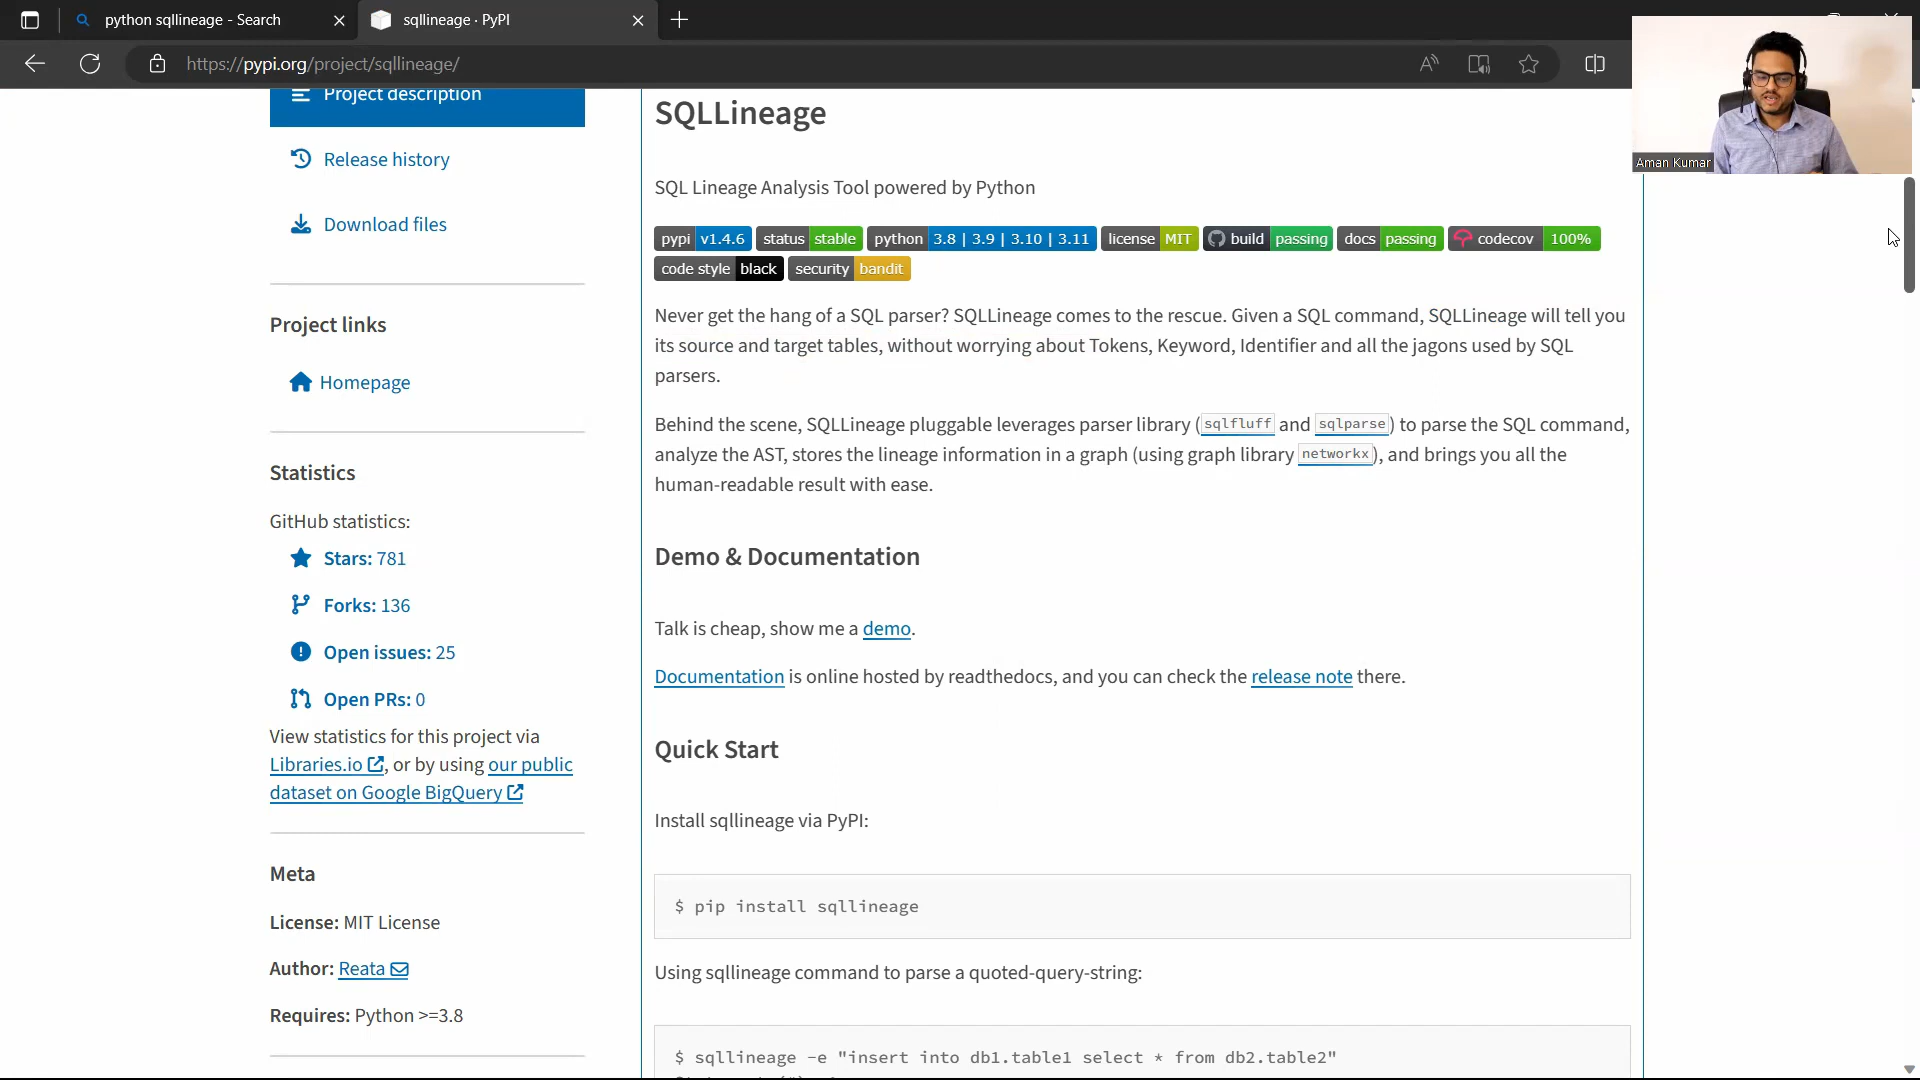 python sqllineage - Search
sqllineage · PyPI
https://pypi.org/project/sqllineage/
Aman Kumar
Project description
Release history
Download files
Project links
Homepage
Statistics
GitHub statistics:
Stars: 781
Forks: 136
Open issues: 25
Open PRs: 0
View statistics for this project via
Libraries.io, or by using our public
dataset on Google BigQuery
Meta
License: MIT License
Author: Reata
Requires: Python >=3.8
SQLLineage
SQL Lineage Analysis Tool powered by Python
pypi v1.4.6 status stable python 3.8 | 3.9 | 3.10 | 3.11 license MIT build passing docs passing codecov 100%
code style black security bandit
Never get the hang of a SQL parser? SQLLineage comes to the rescue. Given a SQL command, SQLLineage will tell you
its source and target tables, without worrying about Tokens, Keyword, Identifier and all the jagons used by SQL
parsers.
Behind the scene, SQLLineage pluggable leverages parser library (sqlfluff and sqlparse) to parse the SQL command,
analyze the AST, stores the lineage information in a graph (using graph library networkx), and brings you all the
human-readable result with ease.
Demo & Documentation
Talk is cheap, show me a demo.
Documentation is online hosted by readthedocs, and you can check the release note there.
Quick Start
Install sqllineage via PyPI:
$ pip install sqllineage
Using sqllineage command to parse a quoted-query-string:
$ sqllineage -e "insert into db1.table1 select * from db2.table2"